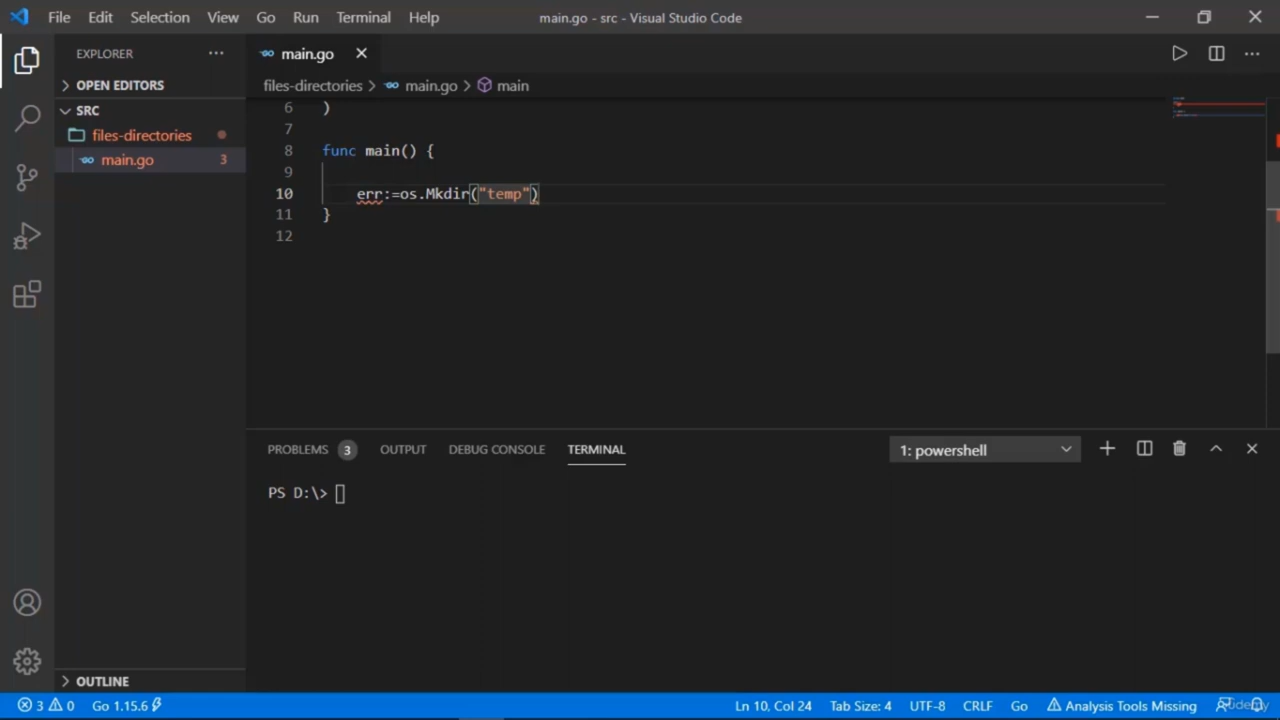 File Edit Selection View Go Run Terminal Help main.go - src - Visual Studio Code
EXPLORER ··· main.go
OPEN EDITORS files-directories > main.go > main
SRC
files-directories
main.go 3
6 )
7
8 func main() {
9
10 err:=os.Mkdir("temp")
11 }
12
PROBLEMS 3 OUTPUT DEBUG CONSOLE TERMINAL 1: powershell
PS D:\>
OUTLINE
3 0 Go 1.15.6 Ln 10, Col 24 Tab Size: 4 UTF-8 CRLF Go Analysis Tools Missing